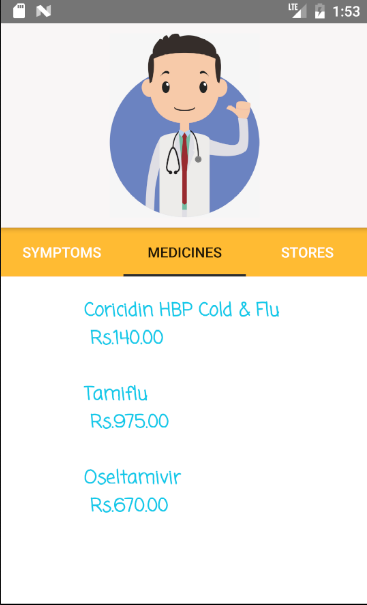 LTE 1:53
SYMPTOMS MEDICINES STORES
Coricidin HBP Cold & Flu
Rs.140.00
Tamiflu
Rs.975.00
Oseltamivir
Rs.670.00